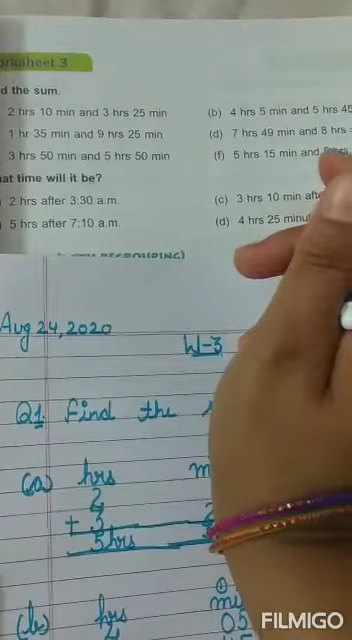 orksheet 3
d the sum.
2 hrs 10 min and 3 hrs 25 min (b) 4 hrs 5 min and 5 hrs 45
1 hr 35 min and 9 hrs 25 min (d) 7 hrs 49 min and 8 hrs
3 hrs 50 min and 5 hrs 50 min (f) 5 hrs 15 min and
at time will it be?
2 hrs after 3:30 a.m. (c) 3 hrs 10 min afte
5 hrs after 7:10 a.m. (d) 4 hrs 25 minut
Aug 24, 2020
W-3
Q1. Find the
(a) hrs m
2
+ 3
5hrs
(b) hrs mi
4 05
FILMIGO